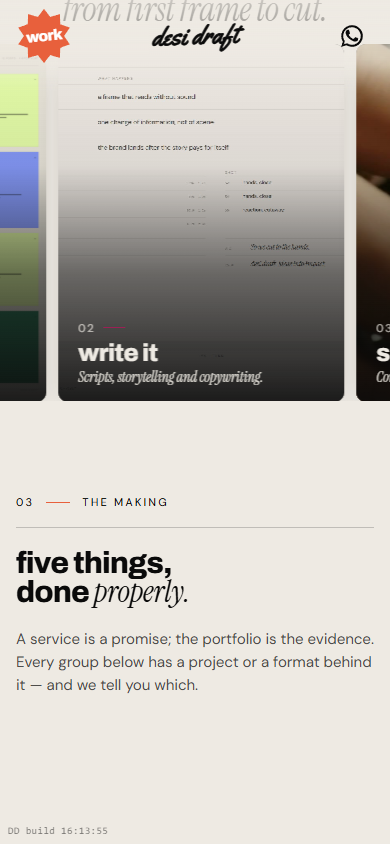 from first frame to cut.
work
desi draft
a frame that reads without sound
one change of information, not of scene
the brand lands after the story pays for itself
02
write it
Scripts, storytelling and copywriting.
03
03 — THE MAKING
five things,
done properly.
A service is a promise; the portfolio is the evidence.
Every group below has a project or a format behind
it — and we tell you which.
DD build 16:13:55